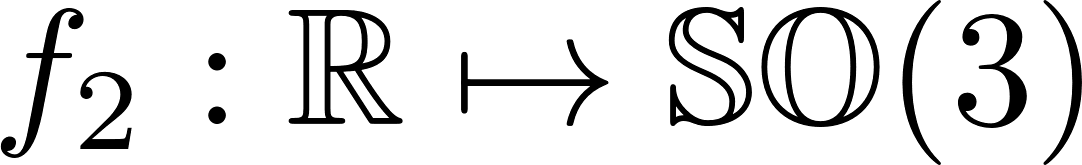 f₂ : ℝ ↦ 𝕊𝕆(3)